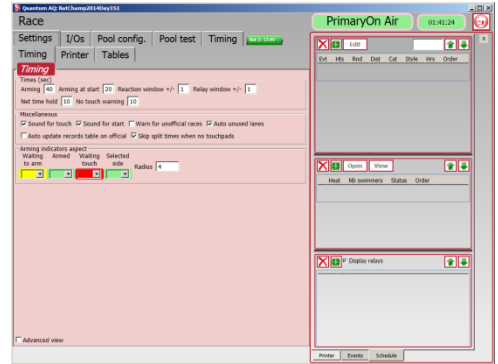 Quantum AQ: NatChamp2014Day1S1
Race
PrimaryOn Air
01:41:24
Settings I/Os Pool config. Pool test Timing
Timing Printer Tables
Timing
Times (sec)
Arming 40 Arming at start 20 Reaction window +/- 1 Relay window +/- 1
Net time hold 10 No touch warning 10
Miscellaneous
Sound for touch Sound for start Warn for unofficial races Auto unused lanes
Auto update records table on official Skip split times when no touchpads
Arming indicators aspect
Waiting to arm Armed Waiting touch Selected side
Radius 4
Advanced view
Edit
Evt Hts Rnd Dist Cat Style Hrs Order
Open View
Heat Nb swimmers Status Order
Display relays
Printer Events Schedule